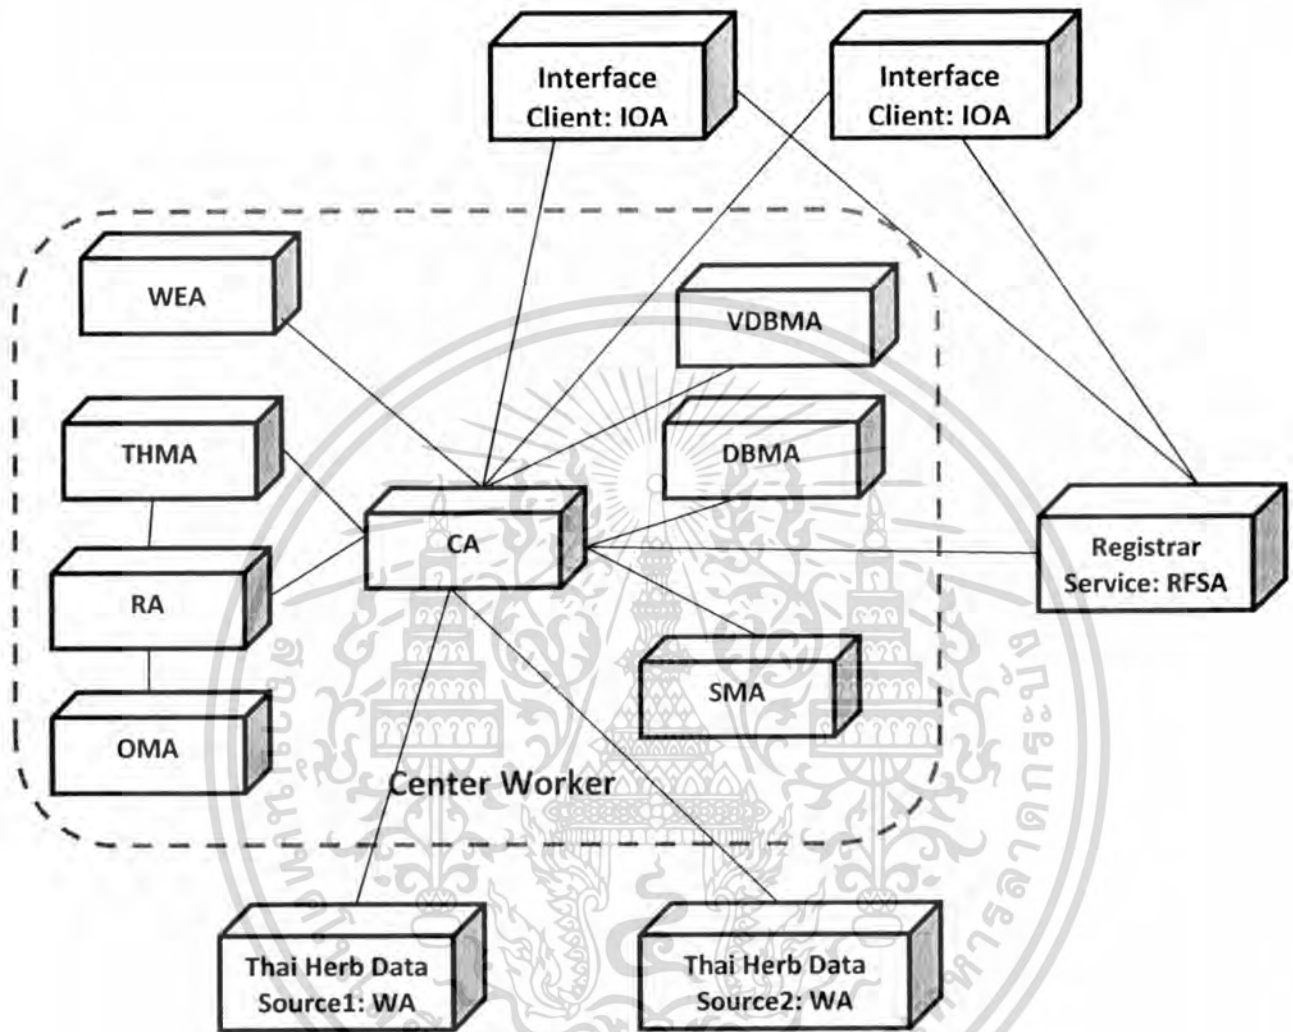 Interface
Client: IOA
Interface
Client: IOA
WEA
VDBMA
THMA
DBMA
CA
RA
Registrar
Service: RFSA
SMA
OMA
Center Worker
Thai Herb Data
Source1: WA
Thai Herb Data
Source2: WA